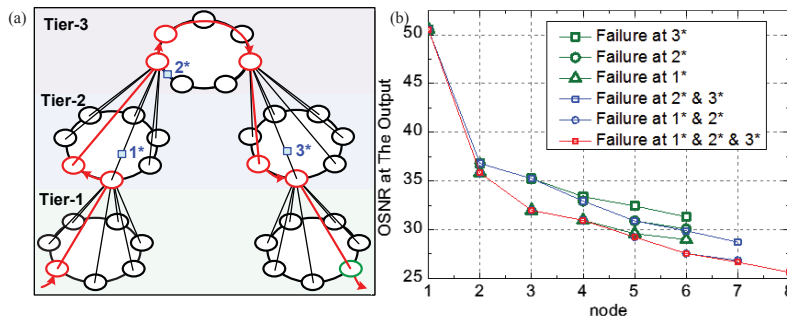 (a)
Tier-3
2*
Tier-2
1*
3*
Tier-1
(b)
OSNR at The Output
50
45
40
35
30
25
1 2 3 4 5 6 7 8
node
Failure at 3*
Failure at 2*
Failure at 1*
Failure at 2* & 3*
Failure at 1* & 2*
Failure at 1* & 2* & 3*